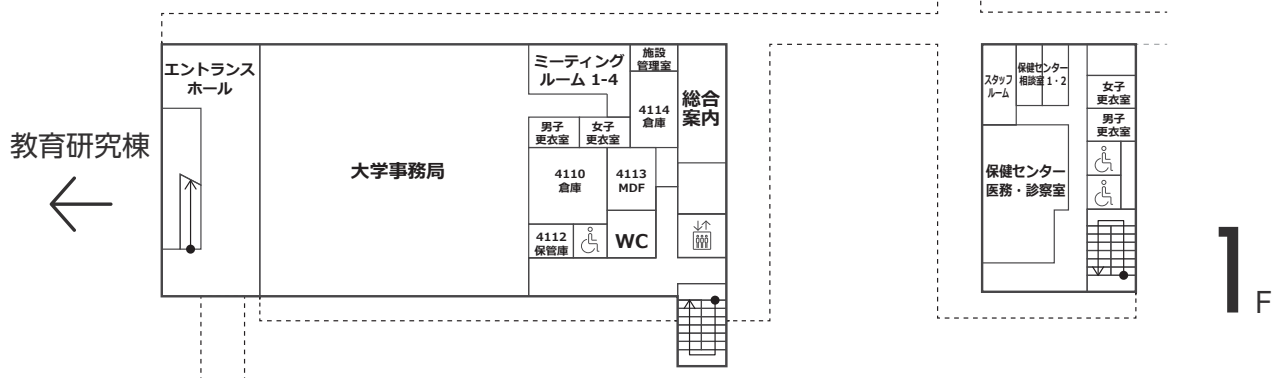 教育研究棟
エントランス
ホール
大学事務局
ミーティング
ルーム 1-4
施設
管理室
4114
倉庫
総合
案内
男子
更衣室
女子
更衣室
4110
倉庫
4113
MDF
4112
保管庫
WC
スタッフ
ルーム
保健センター
相談室 1・2
女子
更衣室
男子
更衣室
保健センター
医務・診察室
1F